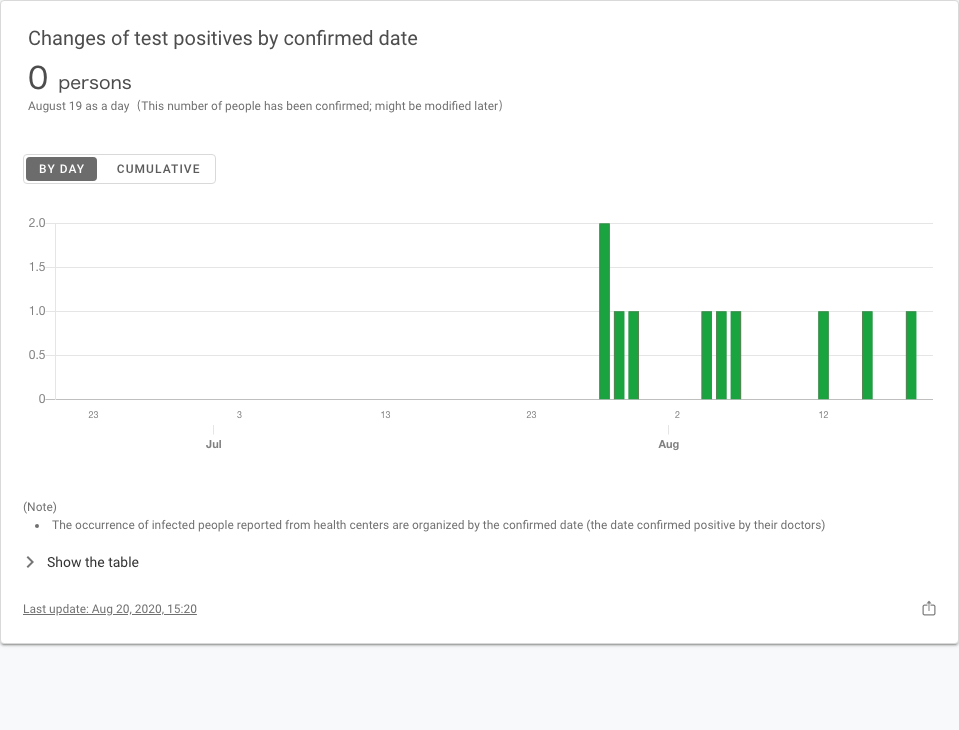 Changes of test positives by confirmed date
0 persons
August 19 as a day（This number of people has been confirmed; might be modified later）
BY DAY CUMULATIVE
2.0
1.5
1.0
0.5
0
23 3 13 23 2 12
Jul Aug
(Note)
• The occurrence of infected people reported from health centers are organized by the confirmed date (the date confirmed positive by their doctors)
Show the table
Last update: Aug 20, 2020, 15:20